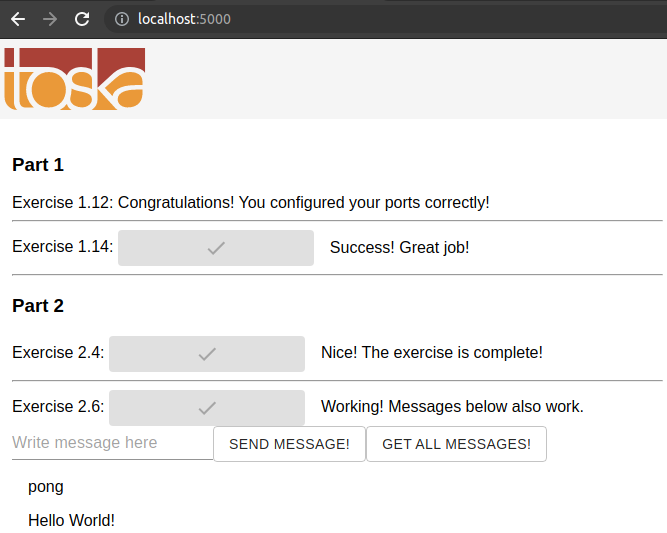 localhost:5000
toska
Part 1
Exercise 1.12: Congratulations! You configured your ports correctly!
Exercise 1.14: Success! Great job!
Part 2
Exercise 2.4: Nice! The exercise is complete!
Exercise 2.6: Working! Messages below also work.
Write message here SEND MESSAGE! GET ALL MESSAGES!
pong
Hello World!